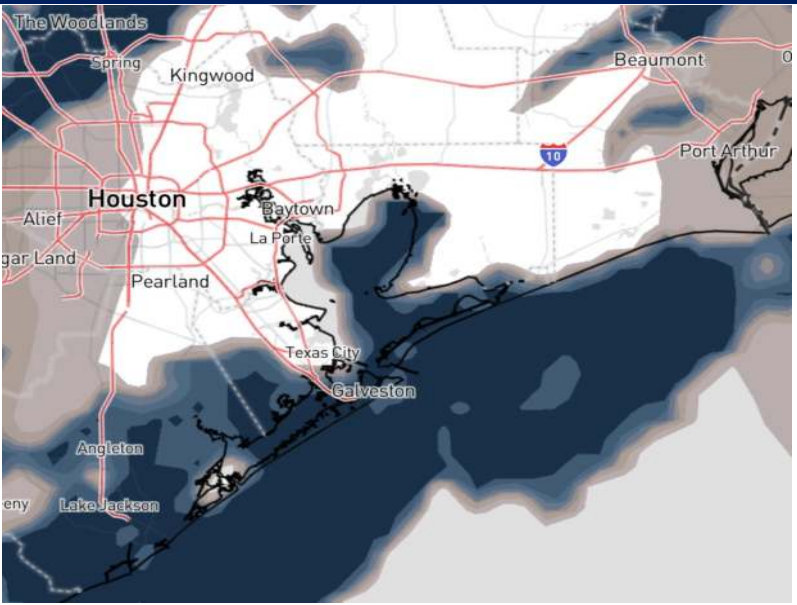 The Woodlands
Spring
Kingwood
Beaumont
O
10
Port Arthur
Houston
Baytown
Alief
La Porte
gar Land
Pearland
Texas City
Galveston
Angleton
eny
Lake Jackson